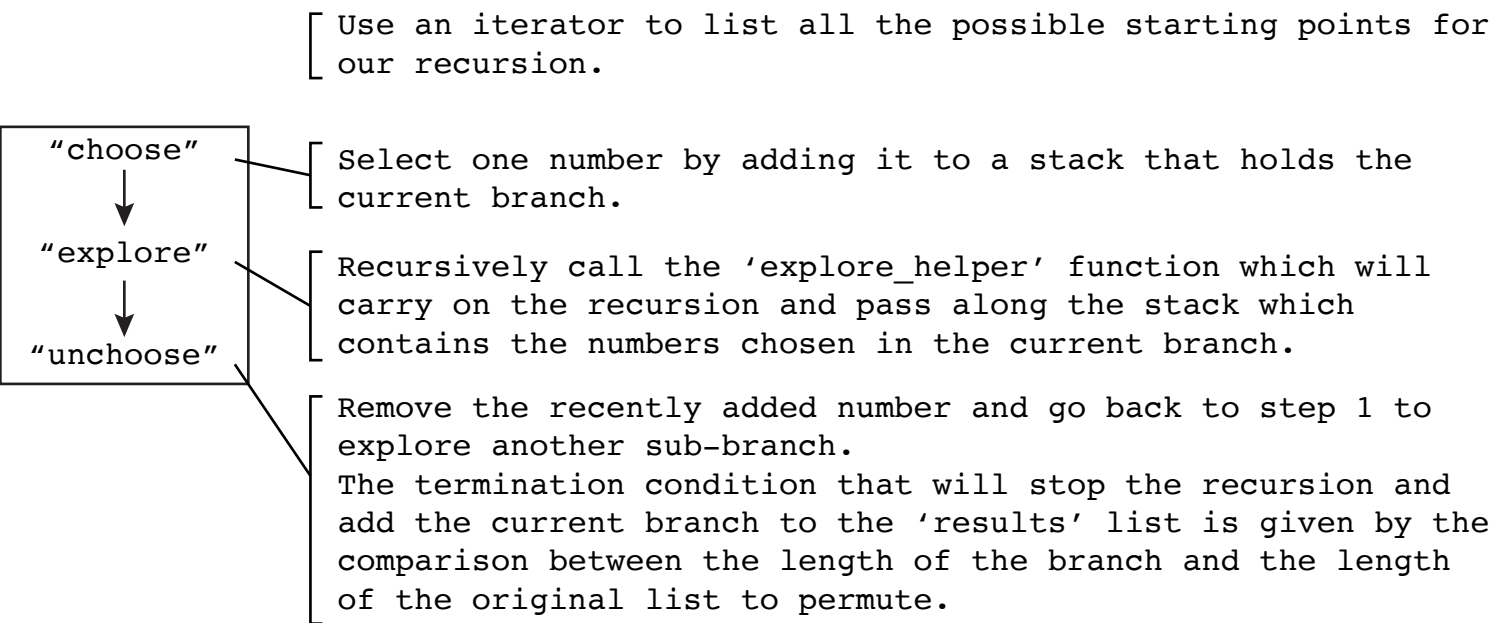 Use an iterator to list all the possible starting points for
our recursion.
“choose”
Select one number by adding it to a stack that holds the
current branch.
“explore”
Recursively call the ‘explore_helper’ function which will
carry on the recursion and pass along the stack which
contains the numbers chosen in the current branch.
“unchoose”
Remove the recently added number and go back to step 1 to
explore another sub-branch.
The termination condition that will stop the recursion and
add the current branch to the ‘results’ list is given by the
comparison between the length of the branch and the length
of the original list to permute.